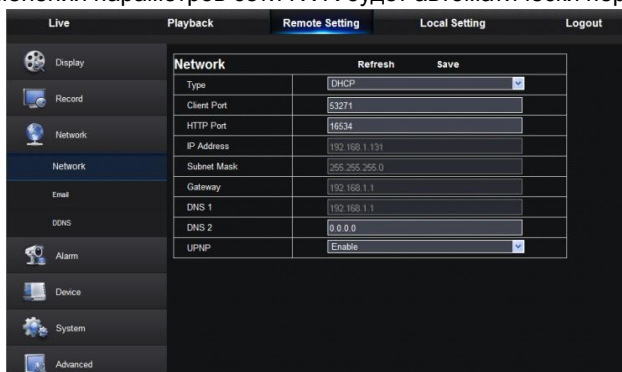 Live Playback Remote Setting Local Setting Logout
Display
Record
Network
Network
Email
DDNS
Alarm
Device
System
Advanced
Network Refresh Save
Type DHCP
Client Port 53271
HTTP Port 16534
IP Address 192.168.1.131
Subnet Mask 255.255.255.0
Gateway 192.168.1.1
DNS 1 192.168.1.1
DNS 2 0.0.0.0
UPNP Enable